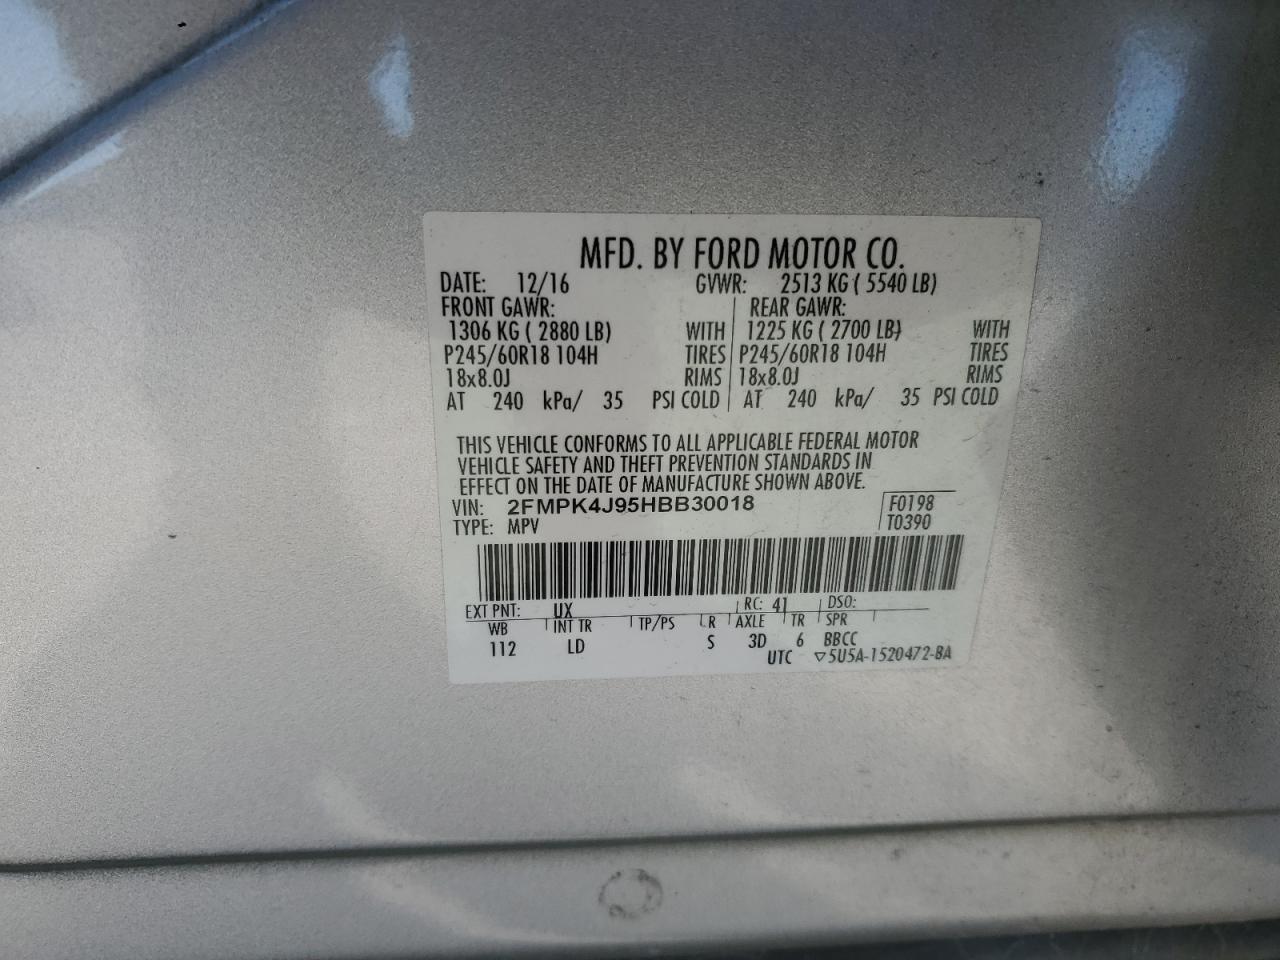 MFD. BY FORD MOTOR CO.
DATE: 12/16 GVWR: 2513 KG ( 5540 LB)
FRONT GAWR: REAR GAWR:
1306 KG ( 2880 LB) WITH 1225 KG ( 2700 LB) WITH
P245/60R18 104H TIRES P245/60R18 104H TIRES
18x8.0J RIMS 18x8.0J RIMS
AT 240 kPa/ 35 PSI COLD AT 240 kPa/ 35 PSI COLD
THIS VEHICLE CONFORMS TO ALL APPLICABLE FEDERAL MOTOR
VEHICLE SAFETY AND THEFT PREVENTION STANDARDS IN
EFFECT ON THE DATE OF MANUFACTURE SHOWN ABOVE.
VIN: 2FMPK4J95HBB30018 F0198
TYPE: MPV T0390
EXT PNT: UX RC: 41 DSO:
WB INT TR TP/PS R AXLE TR SPR
112 LD S 3D 6 BBCC
UTC ▽5U5A-1520472-BA